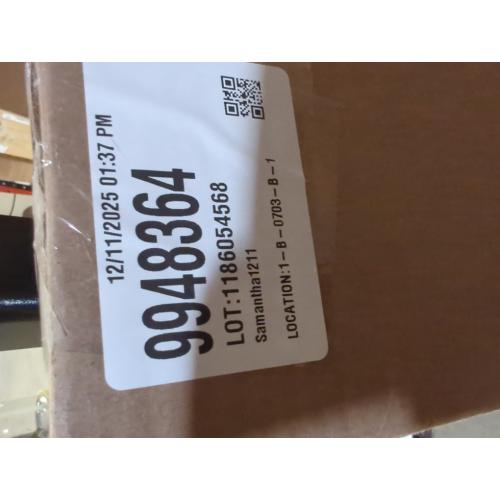 12/11/2025 01:37 PM
9948364
LOT:1186054568
Samantha1211
LOCATION:1-B-0703-B-1